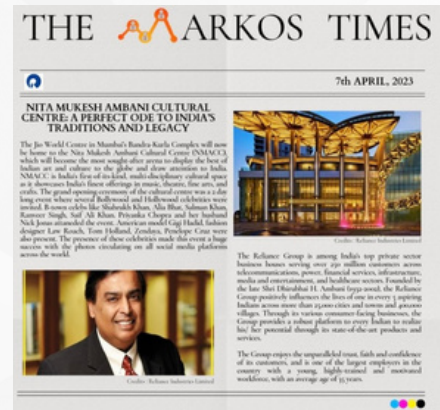 THE MARKOS TIMES
7th APRIL, 2023
NITA MUKESH AMBANI CULTURAL
CENTRE: A PERFECT ODE TO INDIA'S
TRADITIONS AND LEGACY
The Jio World Centre in Mumbai's Bandra-Kurla Complex will now
be home to the Nita Mukesh Ambani Cultural Centre (NMACC),
which will become the most sought-after arena to display the best of
Indian art and culture to the globe and draw attention to India.
NMACC is India's first-of-its-kind, multi-disciplinary cultural space
as it showcases India's finest offerings in music, theatre, fine arts, and
crafts. The grand opening ceremony of the cultural centre was a 2 day
long event where several Bollywood and Hollywood celebrities were
invited. B-town celebs like Shahrukh Khan, Alia Bhat, Salman Khan,
Ranveer Singh, Saif Ali Khan, Priyanka Chopra and her husband
Nick Jonas attended the event. American model Gigi Hadid, fashion
designer Law Roach, Tom Holland, Zendaya, Penelope Cruz were
also present. The presence of these celebrities made this event a huge
success with the photos circulating on all social media platforms
across the world.
Credits: Reliance Industries Limited
Credits: Reliance Industries Limited
The Reliance Group is among India's top private sector
business houses serving over 250 million customers across
telecommunications, power, financial services, infrastructure,
media and entertainment, and healthcare sectors. Founded by
the late Shri Dhirubhai H. Ambani (1932-2002), the Reliance
Group positively influences the lives of one in every 5 aspiring
Indians across more than 25,000 cities and towns and 400,000
villages. Through its various consumer-facing businesses, the
Group provides a robust platform to every Indian to realize
his/ her potential through its state-of-the-art products and
services.
The Group enjoys the unparalleled trust, faith and confidence
of its customers, and is one of the largest employers in the
country with a young, highly-trained and motivated
workforce, with an average age of 35 years.